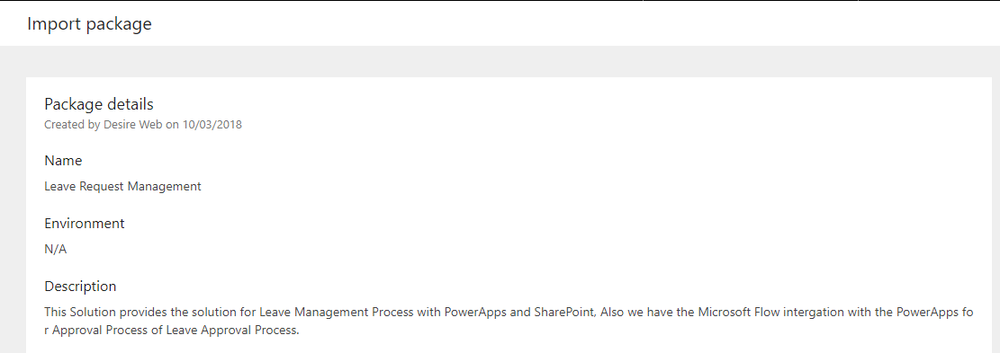 Import package
Package details
Created by Desire Web on 10/03/2018
Name
Leave Request Management
Environment
N/A
Description
This Solution provides the solution for Leave Management Process with PowerApps and SharePoint, Also we have the Microsoft Flow intergation with the PowerApps fo
r Approval Process of Leave Approval Process.